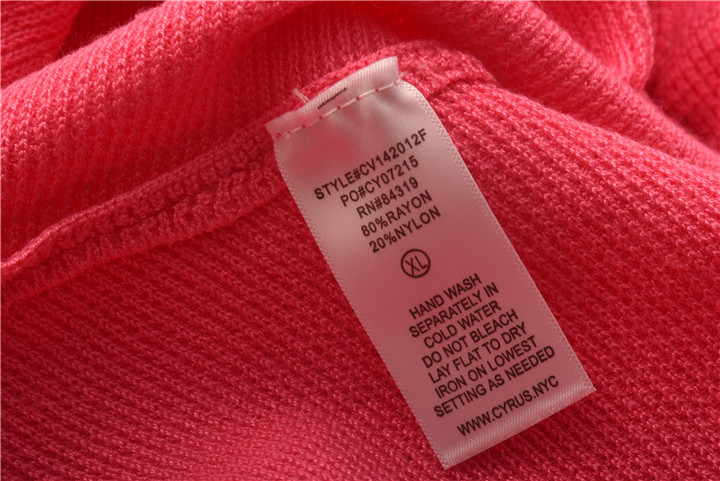 STYLE#CV142012F
PO#CY07215
RN#84319
80%RAYON
20%NYLON
XL
HAND WASH
SEPARATELY IN
COLD WATER
DO NOT BLEACH
LAY FLAT TO DRY
IRON ON LOWEST
SETTING AS NEEDED
WWW.CYRUS.NYC